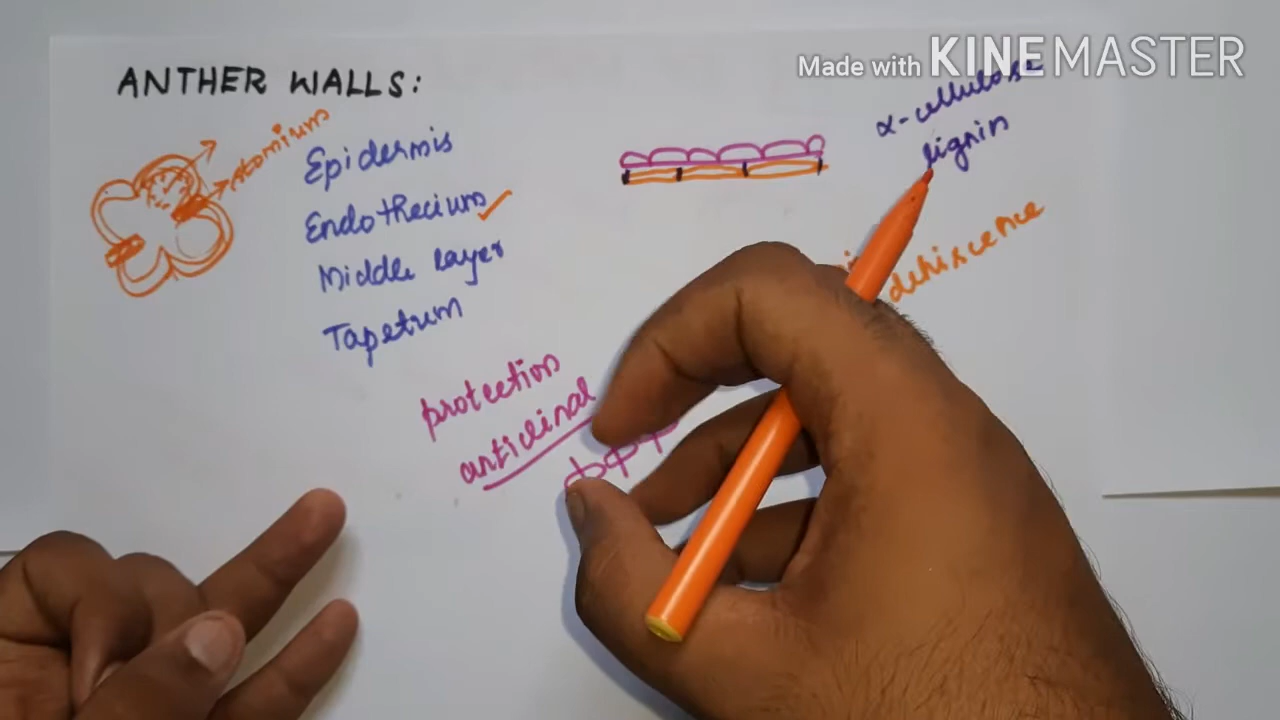 Made with KINEMASTER
ANTHER WALLS:
Stomium
Epidermis
Endothecium
Middle layer
Tapetum
α-cellulose
lignin
dehiscence
protection
anticlinal